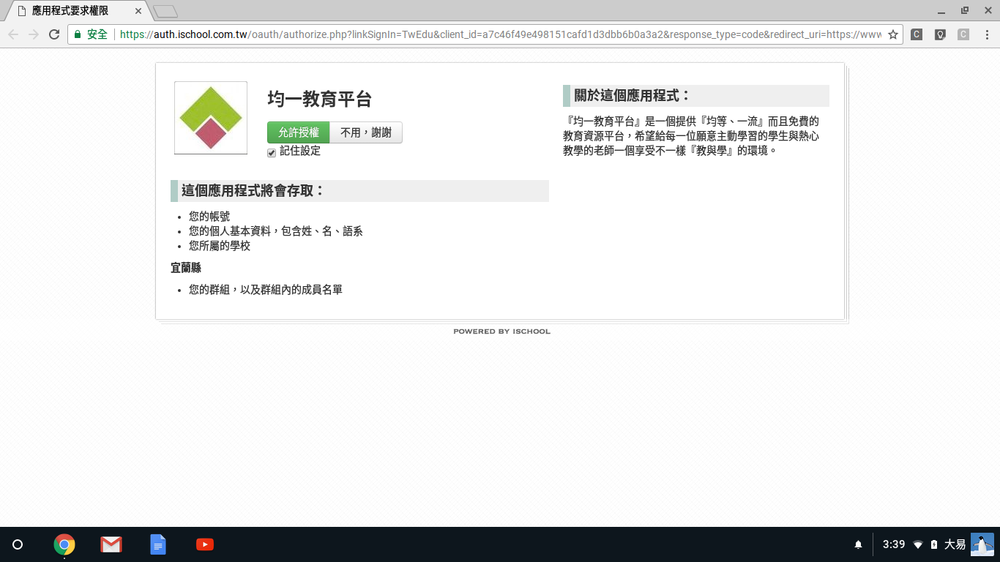 應用程式要求權限
安全
https://auth.ischool.com.tw/oauth/authorize.php?linkSignIn=TwEdu&client_id=a7c46f49e498151cafd1d3dbb6b0a3a2&response_type=code&redirect_uri=https://www
C
C
均一教育平台
允許授權
不用，謝謝
記住設定
關於這個應用程式：
『均一教育平台』是一個提供『均等、一流』而且免費的
教育資源平台，希望給每一位願意主動學習的學生與熱心
教學的老師一個享受不一樣『教與學』的環境。
這個應用程式將會存取：
• 您的帳號
• 您的個人基本資料，包含姓、名、語系
• 您所屬的學校
宜蘭縣
• 您的群組，以及群組內的成員名單
POWERED BY ISCHOOL
3:39
大易